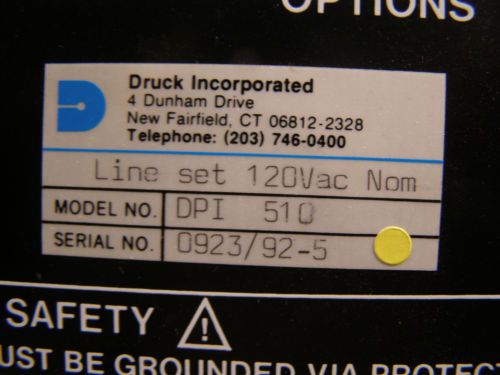 OPTIONS
Druck Incorporated
4 Dunham Drive
New Fairfield, CT 06812-2328
Telephone: (203) 746-0400
Line set 120Vac Nom
MODEL NO. DPI 510
SERIAL NO. 0923/92-5
SAFETY
MUST BE GROUNDED VIA PROTECT